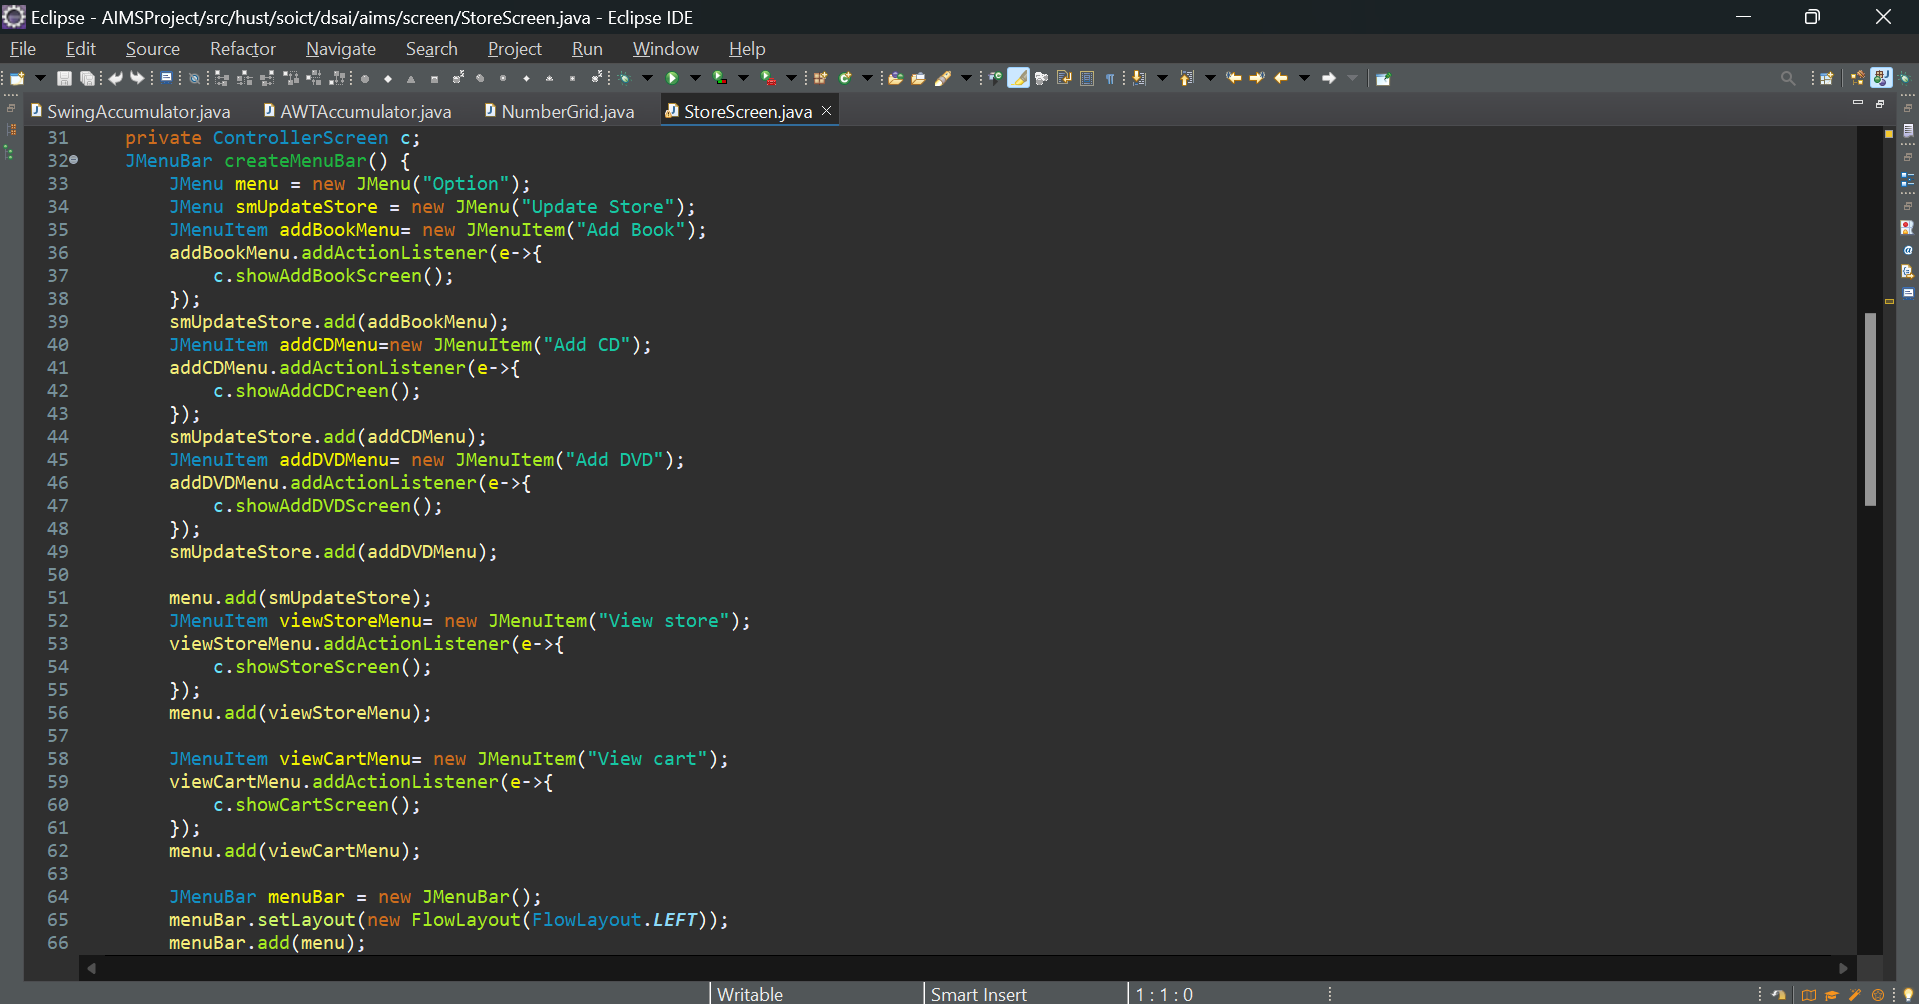 Eclipse - AIMSProject/src/hust/soict/dsai/aims/screen/StoreScreen.java - Eclipse IDE
File Edit Source Refactor Navigate Search Project Run Window Help
SwingAccumulator.java AWTAccumulator.java NumberGrid.java StoreScreen.java
31 private ControllerScreen c;
32 JMenuBar createMenuBar() {
33 JMenu menu = new JMenu("Option");
34 JMenu smUpdateStore = new JMenu("Update Store");
35 JMenuItem addBookMenu= new JMenuItem("Add Book");
36 addBookMenu.addActionListener(e->{
37 c.showAddBookScreen();
38 });
39 smUpdateStore.add(addBookMenu);
40 JMenuItem addCDMenu=new JMenuItem("Add CD");
41 addCDMenu.addActionListener(e->{
42 c.showAddCDCreen();
43 });
44 smUpdateStore.add(addCDMenu);
45 JMenuItem addDVDMenu= new JMenuItem("Add DVD");
46 addDVDMenu.addActionListener(e->{
47 c.showAddDVDScreen();
48 });
49 smUpdateStore.add(addDVDMenu);
50
51 menu.add(smUpdateStore);
52 JMenuItem viewStoreMenu= new JMenuItem("View store");
53 viewStoreMenu.addActionListener(e->{
54 c.showStoreScreen();
55 });
56 menu.add(viewStoreMenu);
57
58 JMenuItem viewCartMenu= new JMenuItem("View cart");
59 viewCartMenu.addActionListener(e->{
60 c.showCartScreen();
61 });
62 menu.add(viewCartMenu);
63
64 JMenuBar menuBar = new JMenuBar();
65 menuBar.setLayout(new FlowLayout(FlowLayout.LEFT));
66 menuBar.add(menu);
Writable Smart Insert 1 : 1 : 0